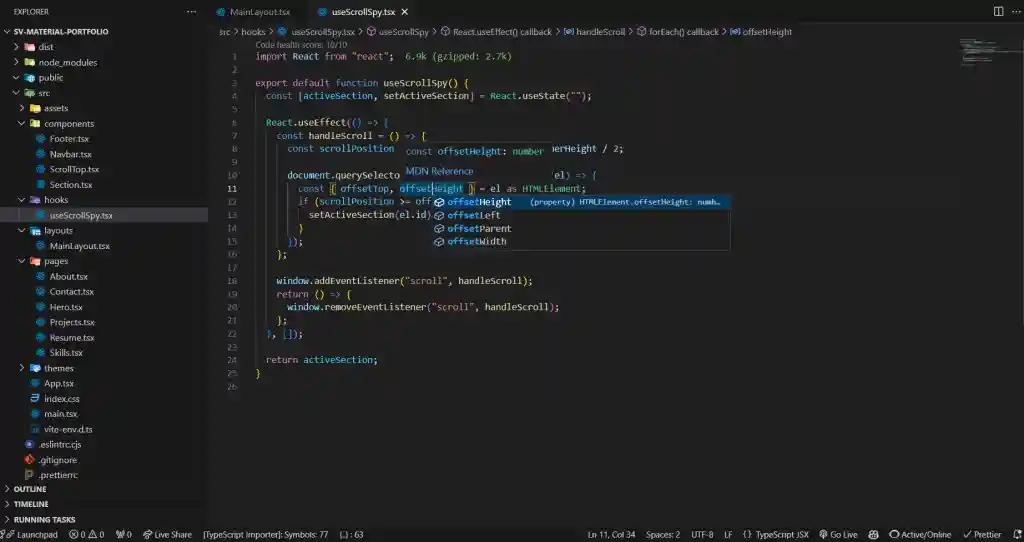 EXPLORER
···
MainLayout.tsx
useScrollSpy.tsx ×
SV-MATERIAL-PORTFOLIO
dist
node_modules
public
src
assets
components
Footer.tsx
Navbar.tsx
ScrollTop.tsx
Section.tsx
hooks
useScrollSpy.tsx
layouts
MainLayout.tsx
pages
About.tsx
Contact.tsx
Hero.tsx
Projects.tsx
Resume.tsx
Skills.tsx
themes
App.tsx
index.css
main.tsx
vite-env.d.ts
.eslintrc.cjs
.gitignore
.prettierrc
OUTLINE
TIMELINE
RUNNING TASKS
src > hooks > useScrollSpy.tsx > useScrollSpy > React.useEffect() callback > handleScroll > forEach() callback > offsetHeight
Code health score: 10/10
1 import React from "react"; 6.9k (gzipped: 2.7k)
2
3 export default function useScrollSpy() {
4 const [activeSection, setActiveSection] = React.useState("");
5
6 React.useEffect(() => {
7 const handleScroll = () => {
8 const scrollPosition erHeight / 2;
const offsetHeight: number
9
MDN Reference
10 document.querySelecto el) => {
11 const { offsetTop, offsetHeight } = el as HTMLElement;
12 if (scrollPosition >= off
offsetHeight (property) HTMLElement.offsetHeight: numb…
13 setActiveSection(el.id)
offsetLeft
14 }
offsetParent
15 });
offsetWidth
16 };
17
18 window.addEventListener("scroll", handleScroll);
19 return () => {
20 window.removeEventListener("scroll", handleScroll);
21 };
22 }, []);
23
24 return activeSection;
25 }
26
Launchpad 0 0 0 Live Share [TypeScript Importer]: Symbols: 77 {..} : 63 Ln 11, Col 34 Spaces: 2 UTF-8 LF {} TypeScript JSX Go Live Active/Online Prettier